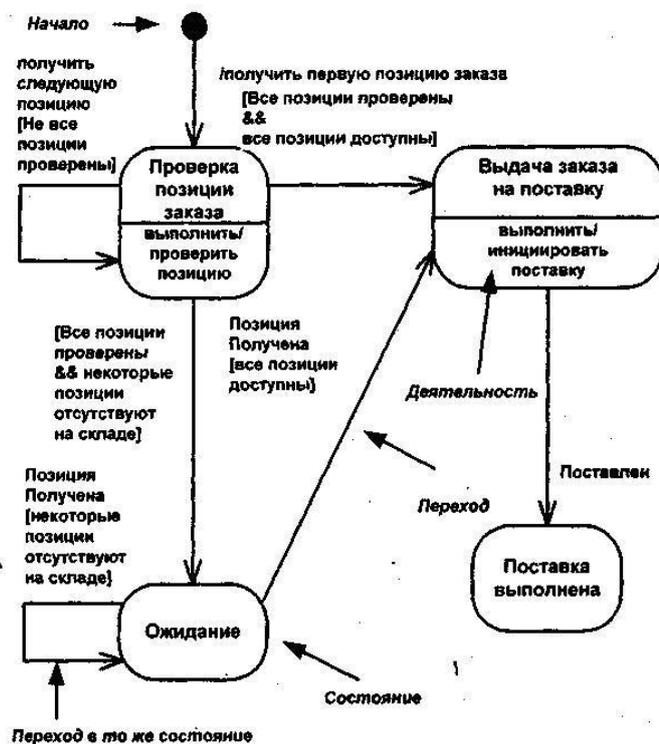 Начало
получить
следующую
позицию
[Не все
позиции
проверены]
/получить первую позицию заказа
[Все позиции проверены
&&
все позиции доступны]
Проверка
позиции
заказа
выполнить/
проверить
позицию
Выдача заказа
на поставку
выполнить/
инициировать
поставку
[Все позиции
проверены
&& некоторые
позиции
отсутствуют
на складе]
Позиция
Получена
[все позиции
доступны}
Деятельность
Позиция
Получена
[некоторые
позиции
отсутствуют
на складе}
Переход
Поставлен
Поставка
выполнена
Ожидание
Состояние
Переход в то же состояние